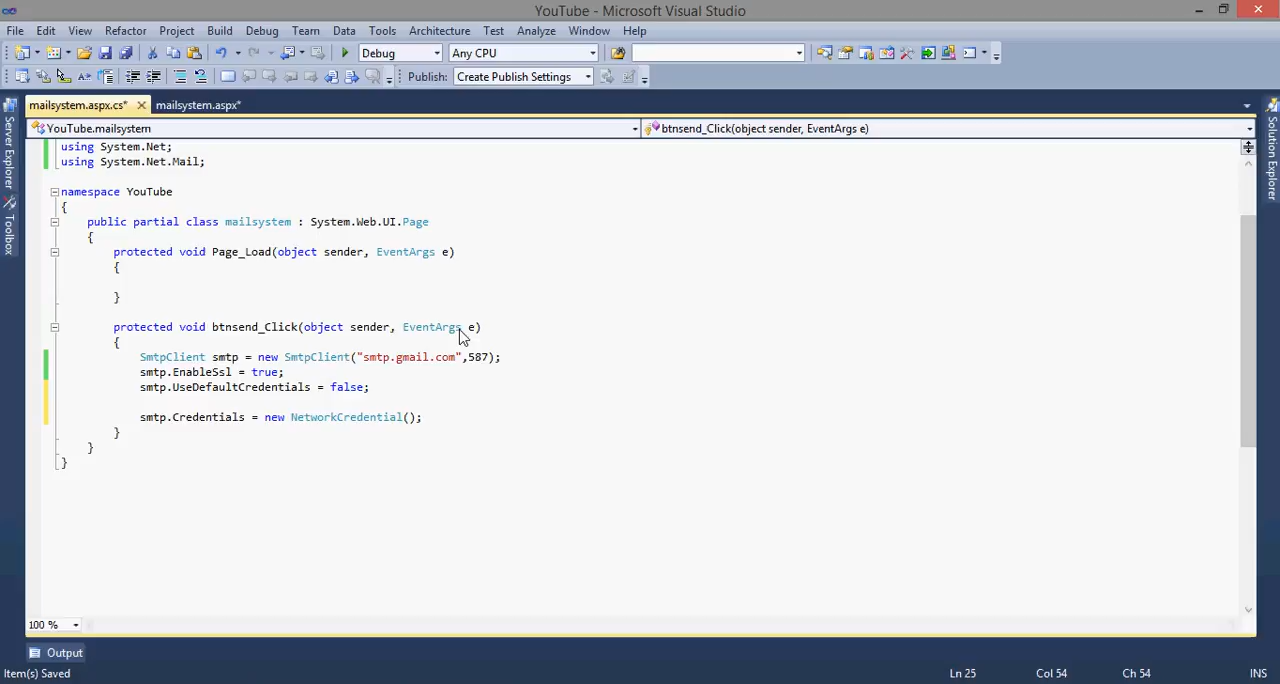 YouTube - Microsoft Visual Studio
File Edit View Refactor Project Build Debug Team Data Tools Architecture Test Analyze Window Help
Debug Any CPU
Publish: Create Publish Settings
mailsystem.aspx.cs* mailsystem.aspx*
YouTube.mailsystem btnsend_Click(object sender, EventArgs e)
Server Explorer
Toolbox
Solution Explorer
using System.Net;
using System.Net.Mail;
namespace YouTube
{
public partial class mailsystem : System.Web.UI.Page
{
protected void Page_Load(object sender, EventArgs e)
{
}
protected void btnsend_Click(object sender, EventArgs e)
{
SmtpClient smtp = new SmtpClient("smtp.gmail.com",587);
smtp.EnableSsl = true;
smtp.UseDefaultCredentials = false;
smtp.Credentials = new NetworkCredential();
}
}
}
100 %
Output
Item(s) Saved Ln 25 Col 54 Ch 54 INS